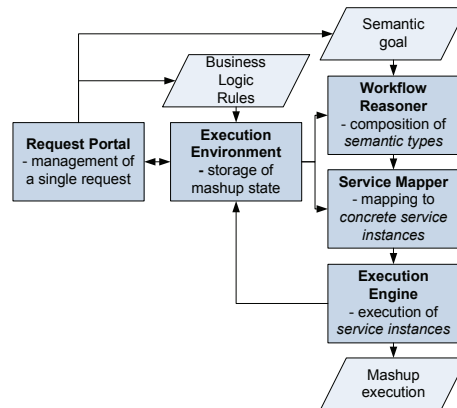 Semantic
goal
Business
Logic
Rules
Workflow
Reasoner
- composition of
semantic types
Request Portal
- management of
a single request
Execution
Environment
- storage of
mashup state
Service Mapper
- mapping to
concrete service
instances
Execution
Engine
- execution of
service instances
Mashup
execution